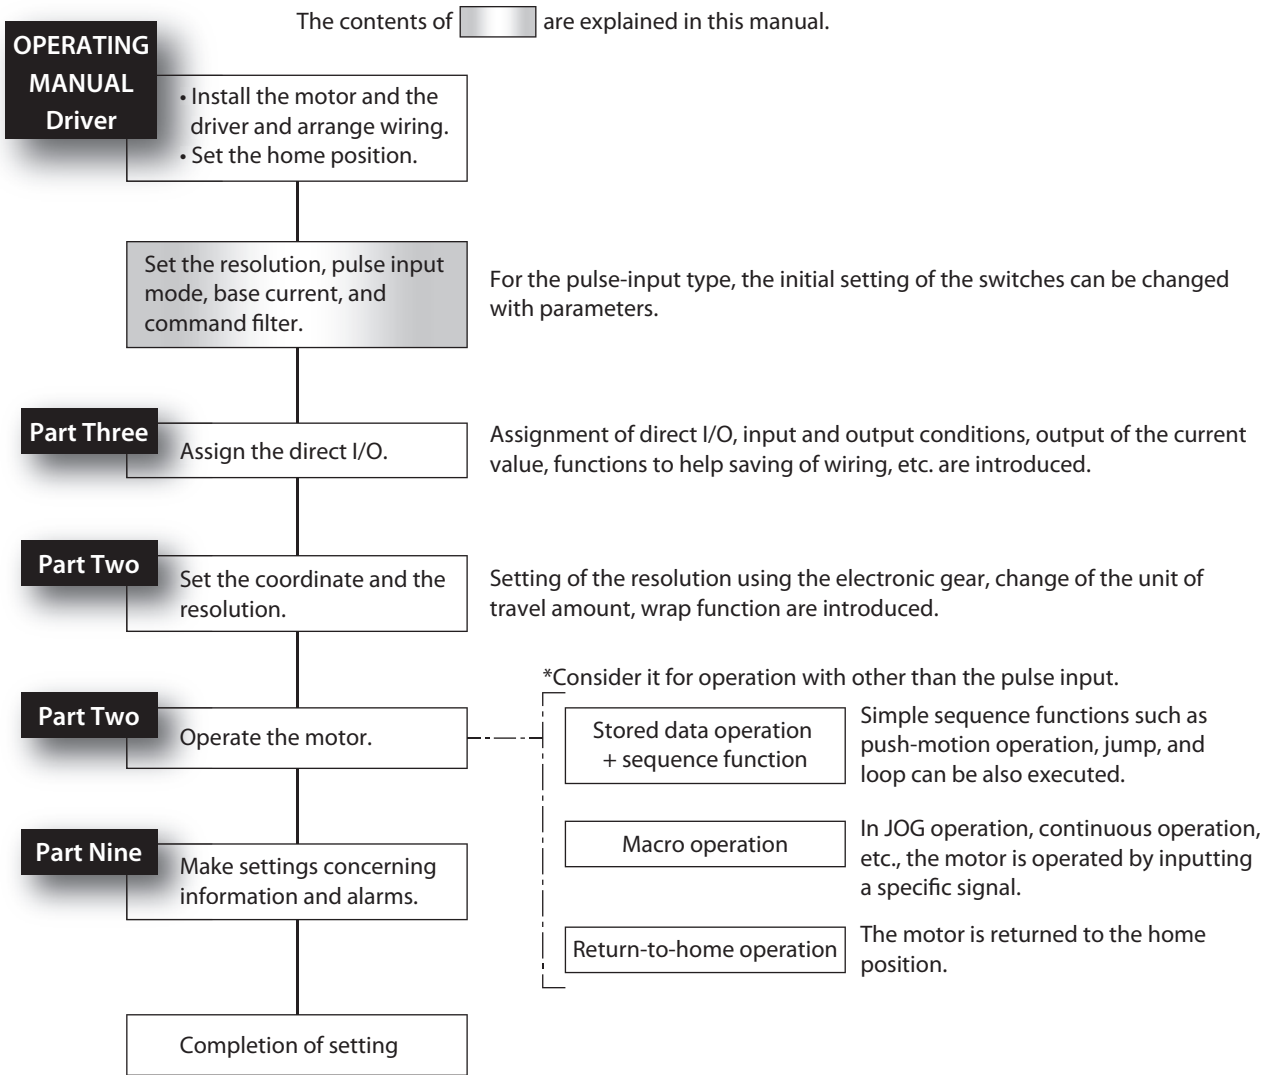 The contents of are explained in this manual.
OPERATING
MANUAL
Driver
• Install the motor and the
driver and arrange wiring.
• Set the home position.
Set the resolution, pulse input
mode, base current, and
command filter.
For the pulse-input type, the initial setting of the switches can be changed
with parameters.
Part Three
Assign the direct I/O.
Assignment of direct I/O, input and output conditions, output of the current
value, functions to help saving of wiring, etc. are introduced.
Part Two
Set the coordinate and the
resolution.
Setting of the resolution using the electronic gear, change of the unit of
travel amount, wrap function are introduced.
Part Two
Operate the motor.
*Consider it for operation with other than the pulse input.
Stored data operation
+ sequence function
Simple sequence functions such as
push-motion operation, jump, and
loop can be also executed.
Macro operation
In JOG operation, continuous operation,
etc., the motor is operated by inputting
a specific signal.
Return-to-home operation
The motor is returned to the home
position.
Part Nine
Make settings concerning
information and alarms.
Completion of setting